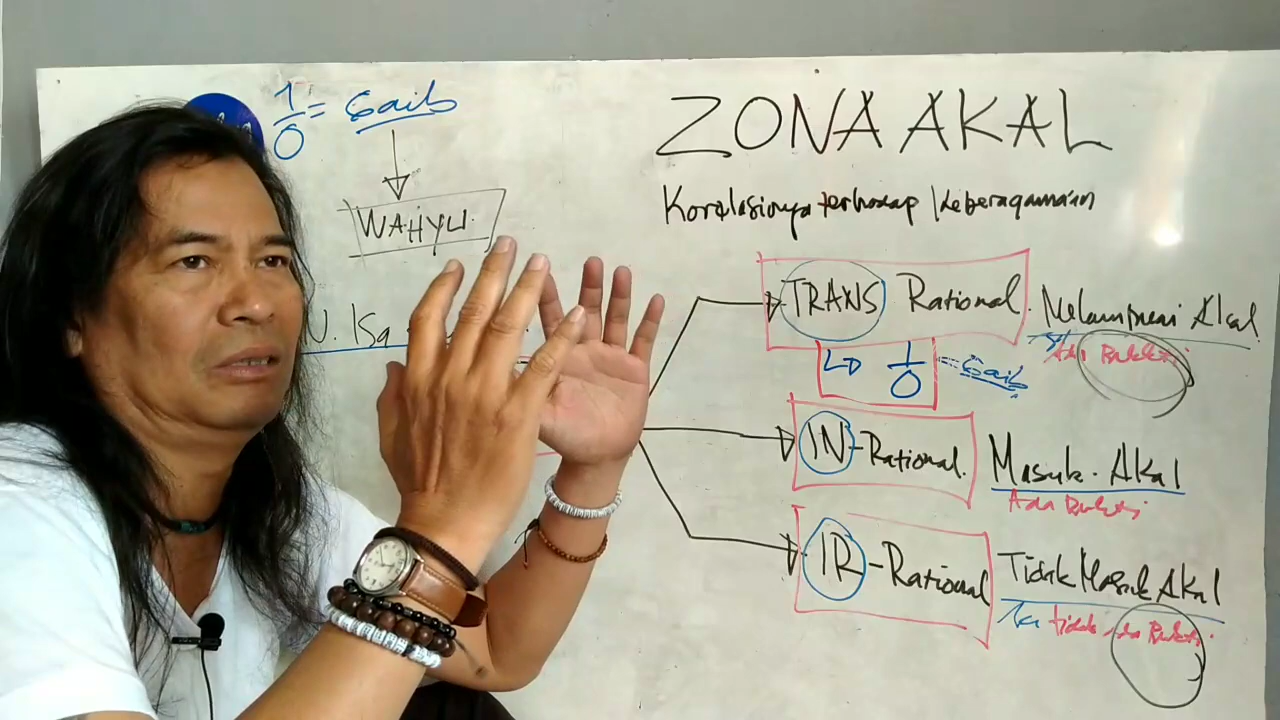 1/0 = Gaib
WAHYU.
N. Isa
ZONA AKAL
Korelasinya terhadap Keberagamaan
TRANS Rational.
Melampaui Akal
Ada Bukti
1/0 Gaib
IN-Rational.
Masuk Akal
Ada Bukti
IR-Rational
Tidak Masuk Akal
tidak ada Bukti.